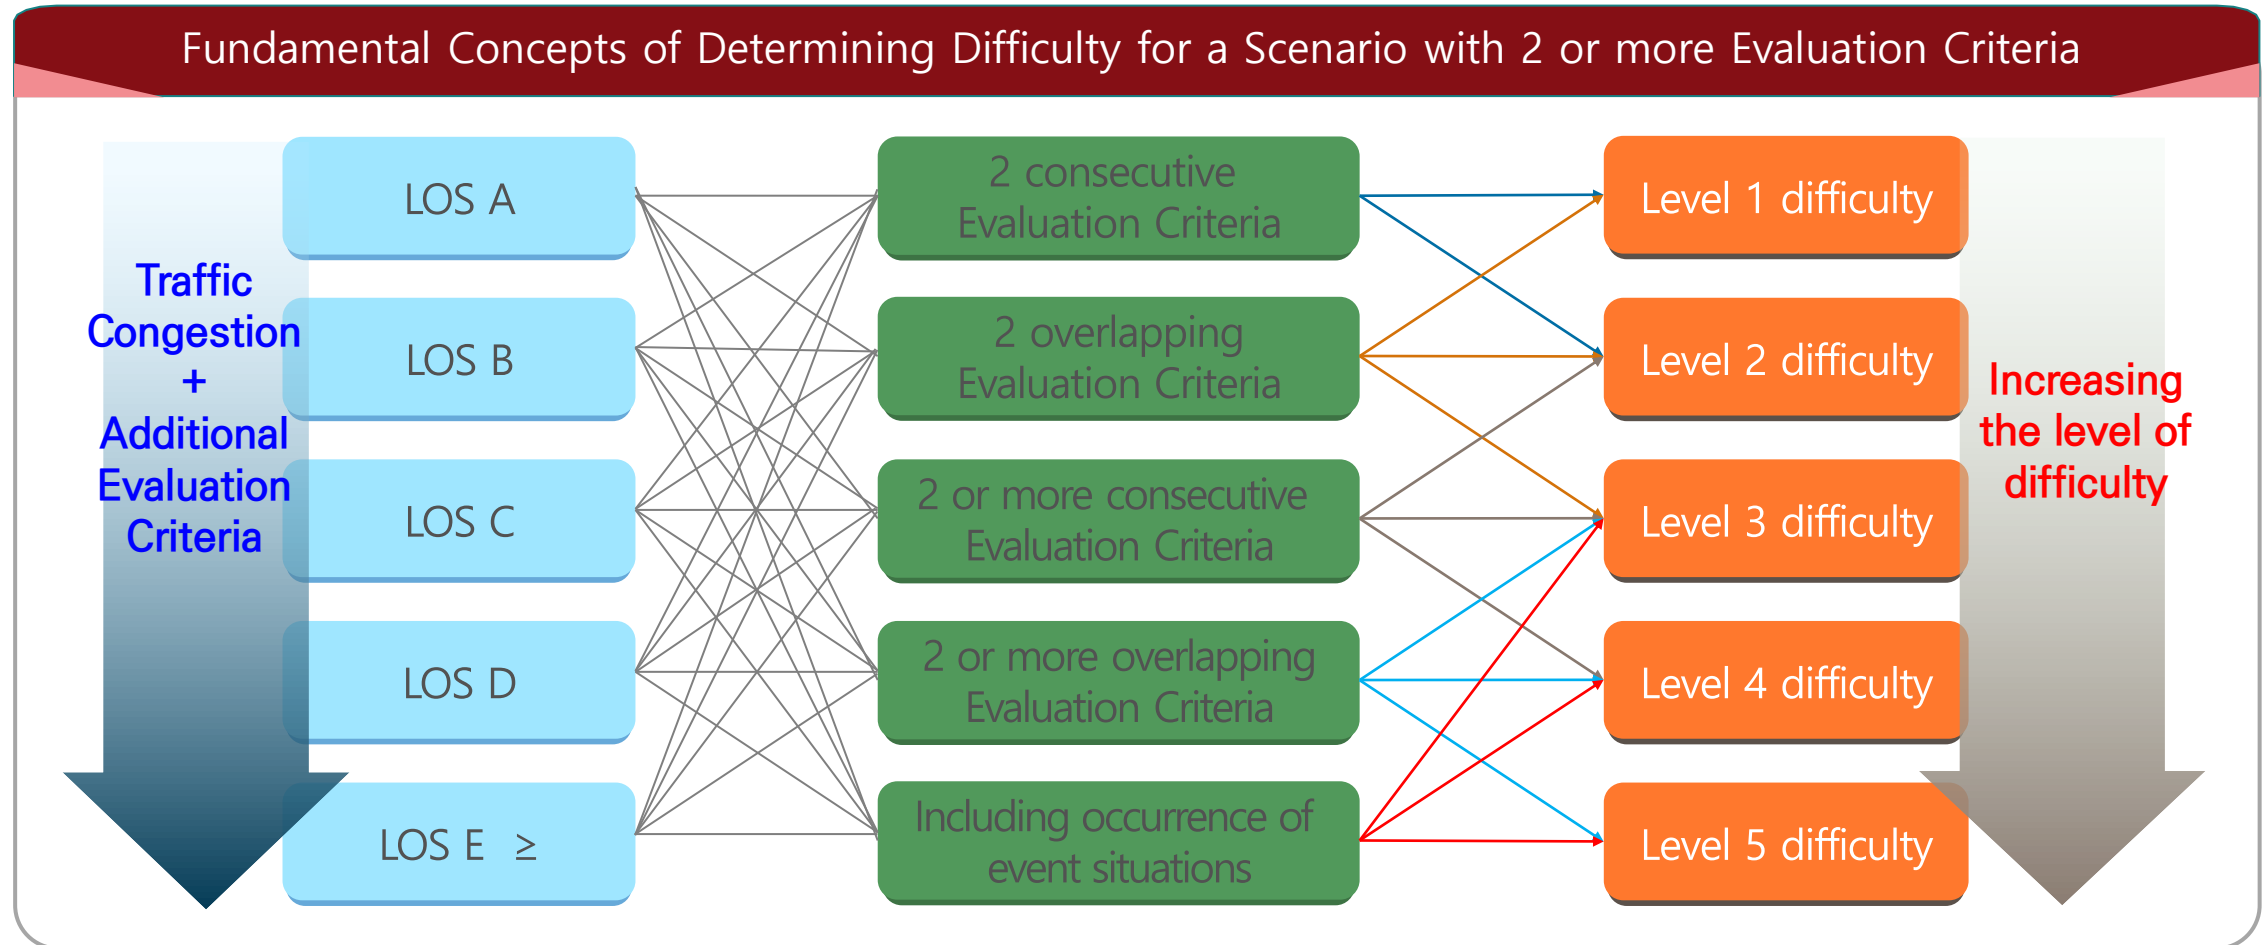 Fundamental Concepts of Determining Difficulty for a Scenario with 2 or more Evaluation Criteria
Traffic
Congestion
+
Additional
Evaluation
Criteria
LOS A
LOS B
LOS C
LOS D
LOS E ≥
2 consecutive
Evaluation Criteria
2 overlapping
Evaluation Criteria
2 or more consecutive
Evaluation Criteria
2 or more overlapping
Evaluation Criteria
Including occurrence of
event situations
Level 1 difficulty
Level 2 difficulty
Level 3 difficulty
Level 4 difficulty
Level 5 difficulty
Increasing
the level of
difficulty